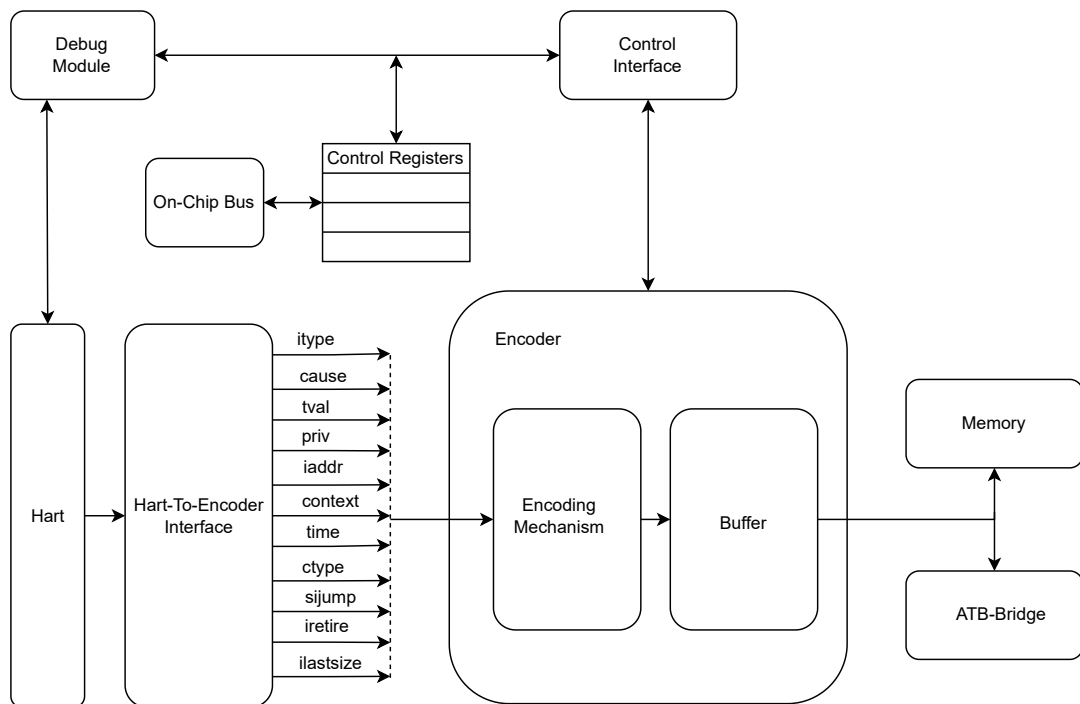 Debug
Module
Control
Interface
Control Registers
On-Chip Bus
Hart
Hart-To-Encoder
Interface
itype
cause
tval
priv
iaddr
context
time
ctype
sijump
iretire
ilastsize
Encoder
Encoding
Mechanism
Buffer
Memory
ATB-Bridge